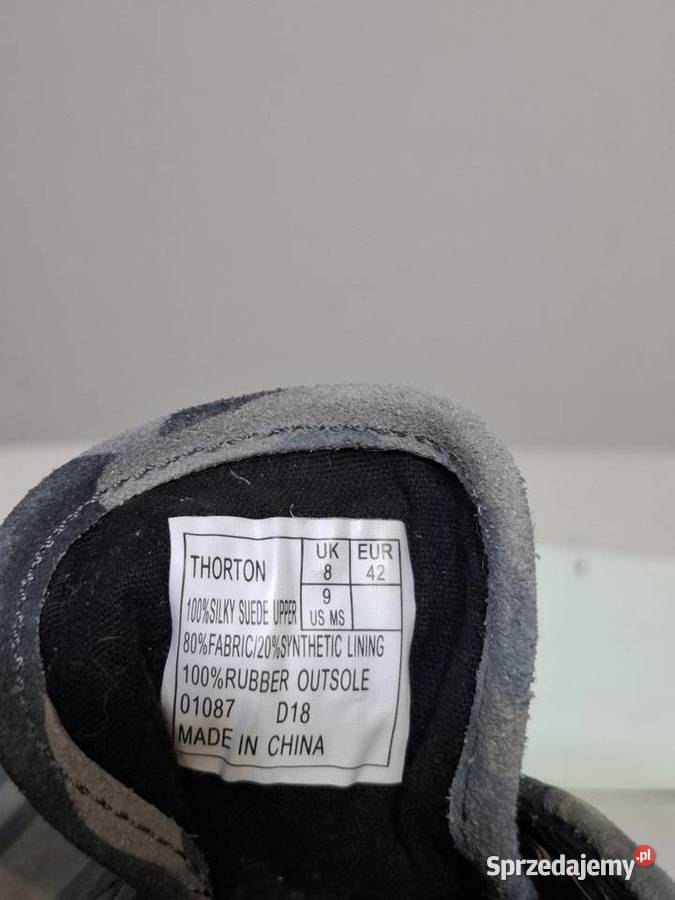 THORTON
UK EUR
8 42
9
US MS
100%SILKY SUEDE UPPER
80%FABRIC/20%SYNTHETIC LINING
100%RUBBER OUTSOLE
01087 D18
MADE IN CHINA
Sprzedajemy.pl